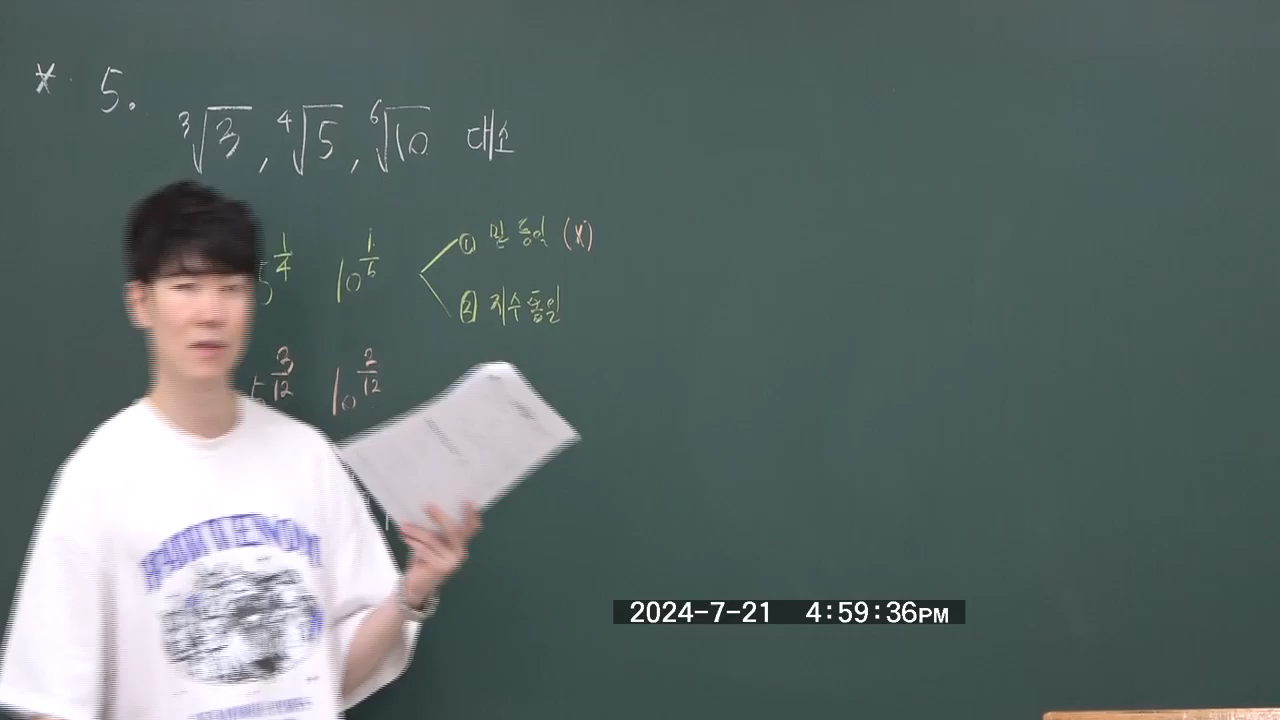 * 5.
∛3, ∜5, ⁶√10 대소
5^(1/4) 10^(1/6) ① 밑 통일 (X)
② 지수 통일
5^(3/12) 10^(2/12)
2024-7-21 4:59:36PM